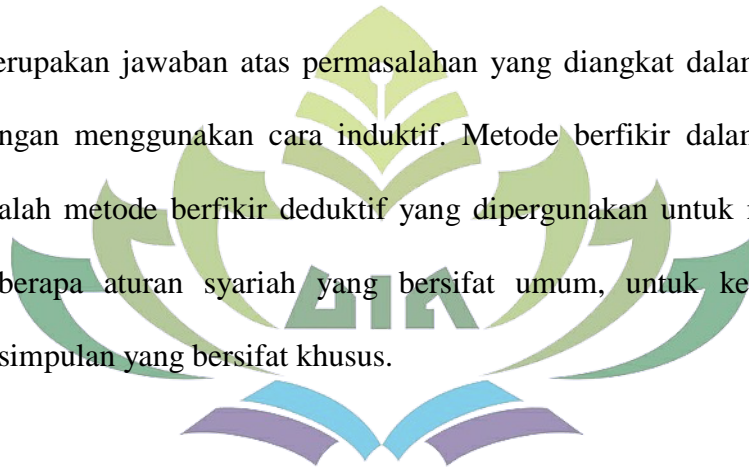 erupakan jawaban atas permasalahan yang diangkat dalam
ngan menggunakan cara induktif. Metode berfikir dalam
alah metode berfikir deduktif yang dipergunakan untuk
berapa aturan syariah yang bersifat umum, untuk ke
simpulan yang bersifat khusus.